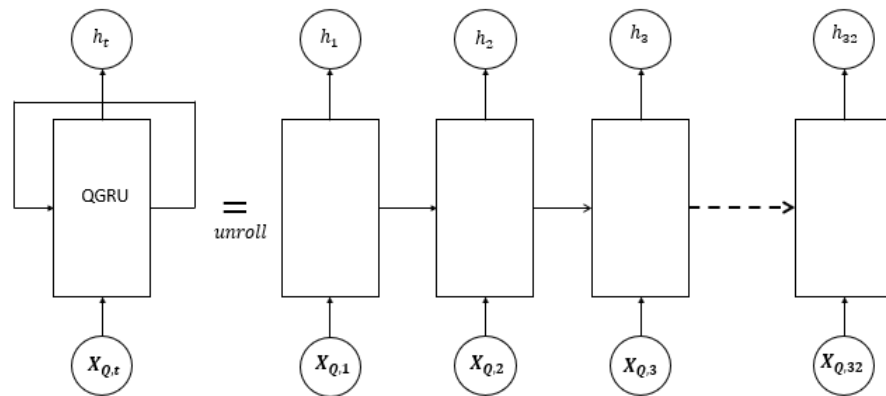 h_t h_1 h_2 h_3 h_32
QGRU
=
unroll
X_{Q,t} X_{Q,1} X_{Q,2} X_{Q,3} X_{Q,32}